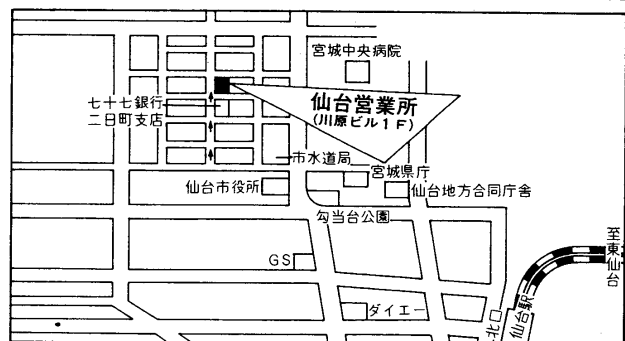 宮城中央病院
仙台営業所
(川原ビル1F)
七十七銀行
二日町支店
市水道局
宮城県庁
仙台市役所
仙台地方合同庁舎
勾当台公園
GS
ダイエー
至東仙台
北口
仙台駅